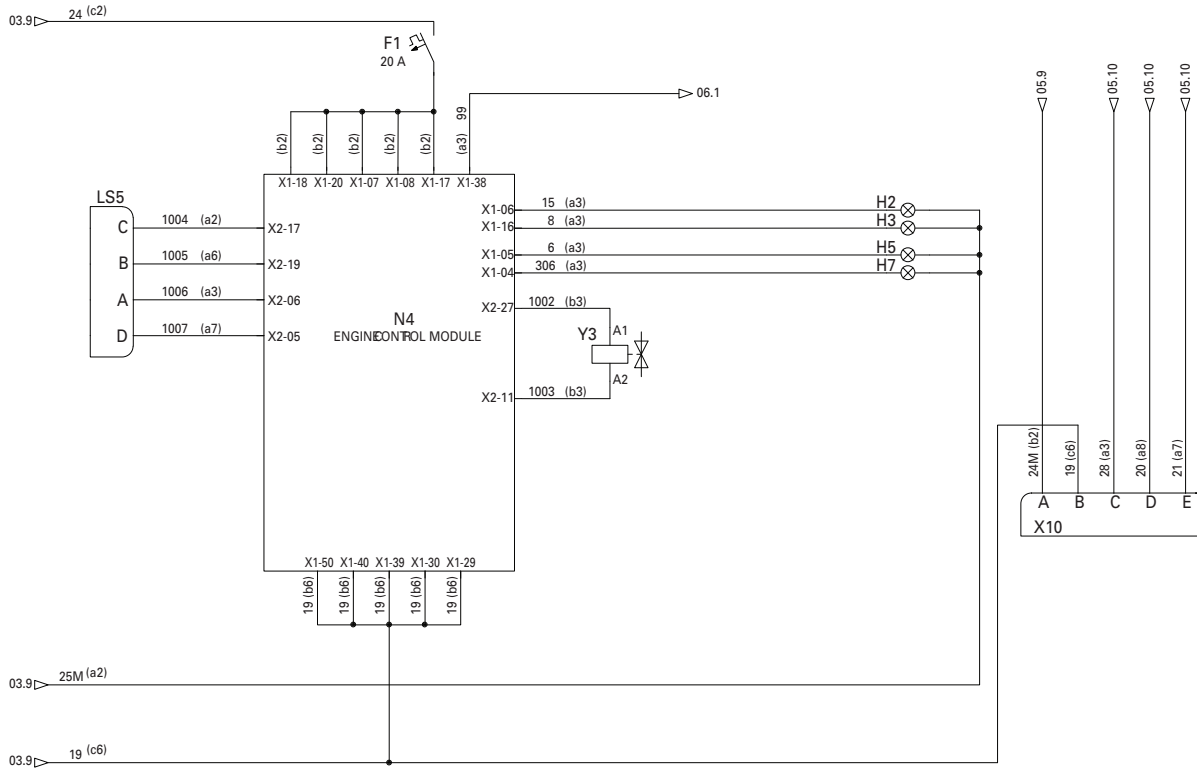 03.9 24 (c2)
F1
20 A
99
06.1
05.9 05.10 05.10 05.10
(b2) (b2) (b2) (b2) (b2) (a3)
X1-18 X1-20 X1-07 X1-08 X1-17 X1-38
LS5
C 1004 (a2) X2-17
B 1005 (a6) X2-19
A 1006 (a3) X2-06
D 1007 (a7) X2-05
X1-06 15 (a3) H2
X1-16 8 (a3) H3
X1-05 6 (a3) H5
X1-04 306 (a3) H7
X2-27 1002 (b3)
N4
ENGINE CONTROL MODULE
Y3 A1
A2
X2-11 1003 (b3)
24M (b2) 19 (c6) 28 (a3) 20 (a8) 21 (a7)
A B C D E
X10
X1-50 X1-40 X1-39 X1-30 X1-29
19 (b6) 19 (b6) 19 (b6) 19 (b6) 19 (b6)
03.9 25M (a2)
03.9 19 (c6)